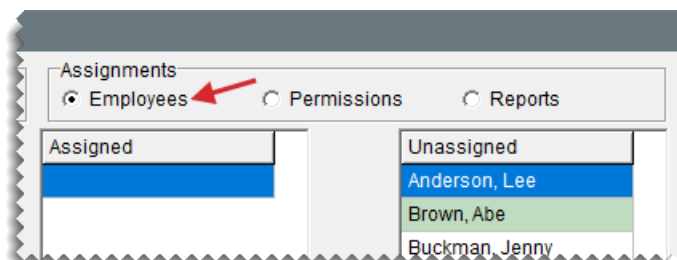 Assignments
Employees Permissions Reports
Assigned Unassigned
Anderson, Lee
Brown, Abe
Buckman, Jenny